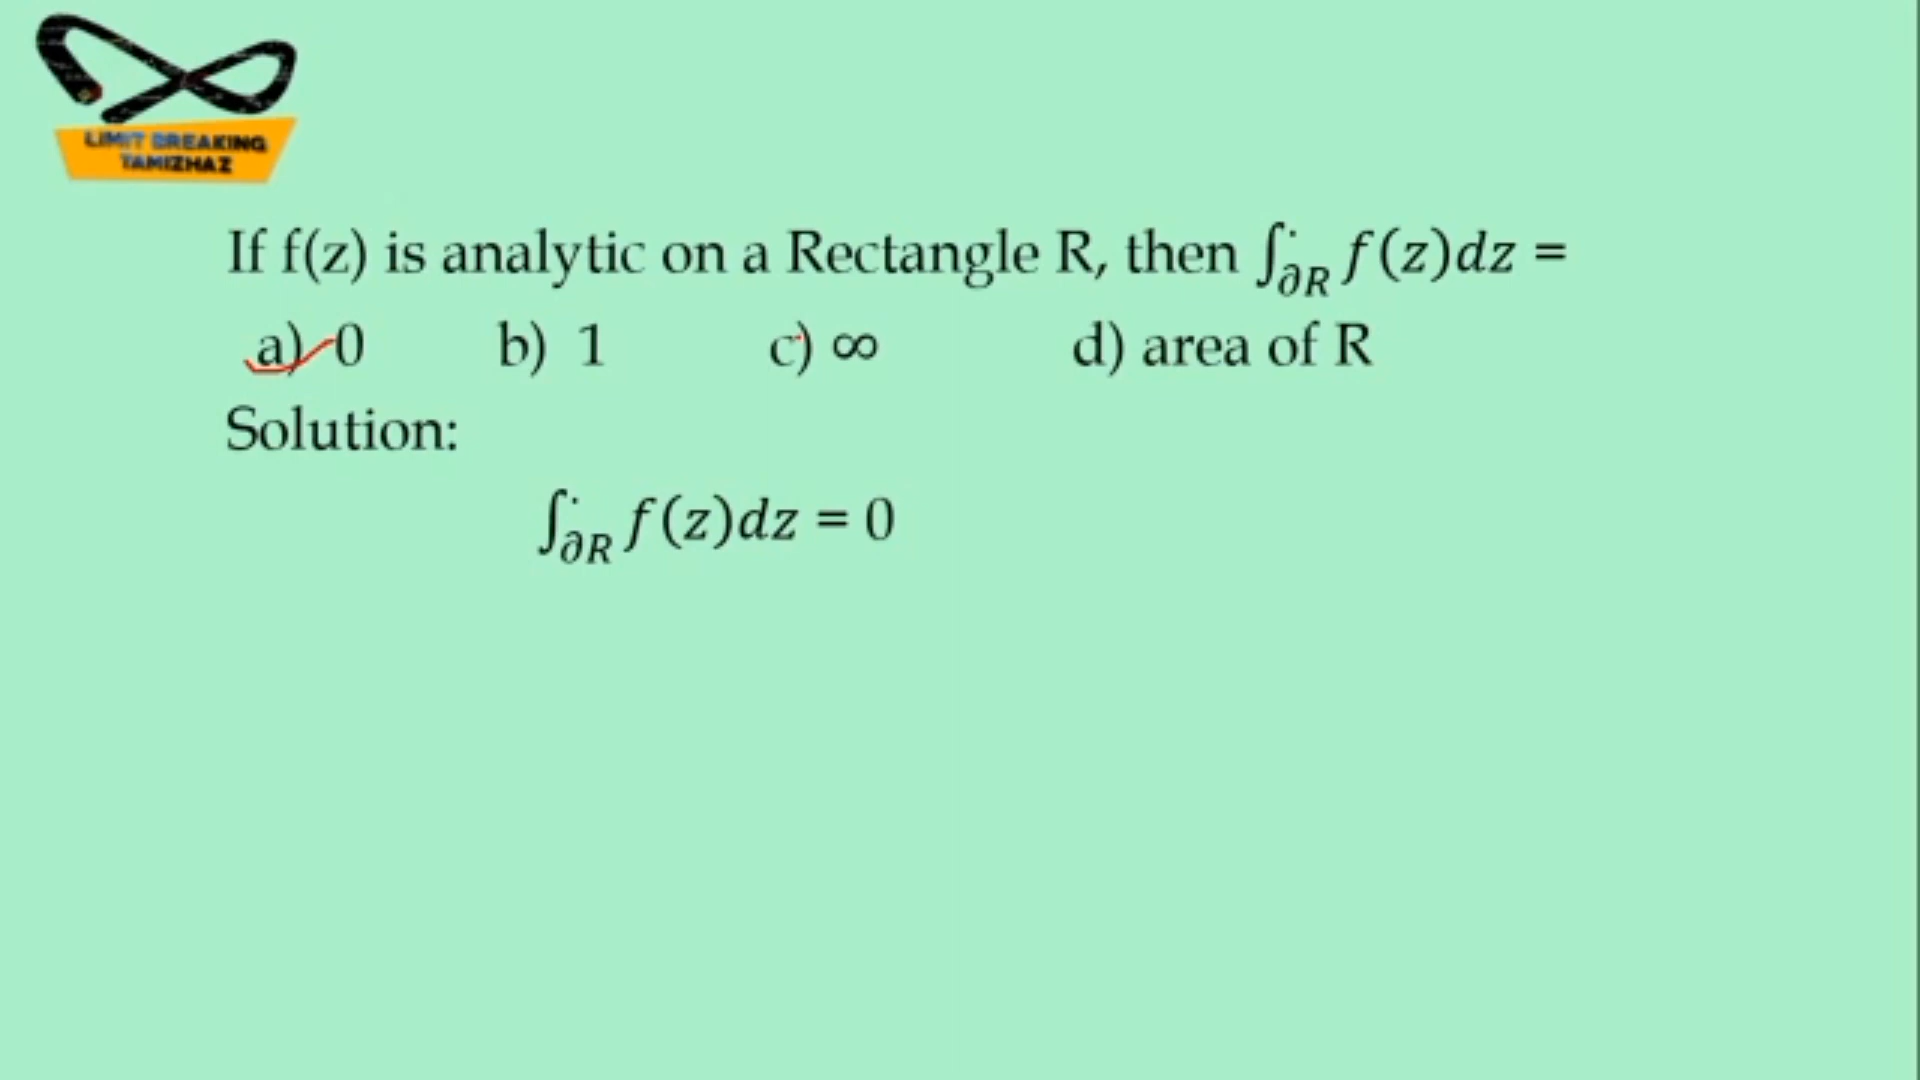 LIMIT BREAKING
TAMIZHAZ
If f(z) is analytic on a Rectangle R, then ∫∂R f(z)dz =
a) 0 b) 1 c) ∞ d) area of R
Solution:
∫∂R f(z)dz = 0